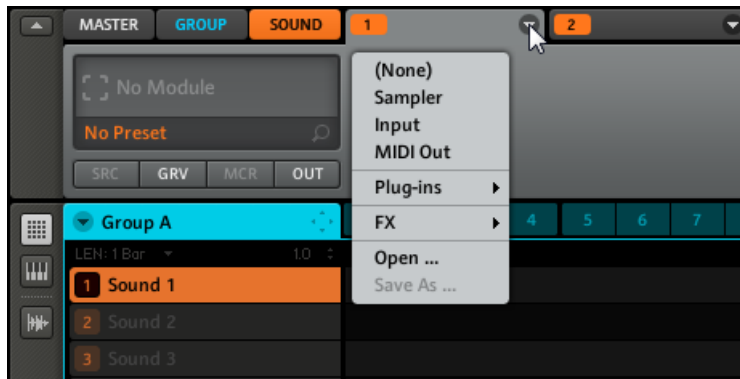 MASTER GROUP SOUND 1 2
No Module
No Preset
SRC GRV MCR OUT
(None)
Sampler
Input
MIDI Out
Plug-ins
FX
Open ...
Save As ...
Group A 4 5 6 7
LEN: 1 Bar 1.0
1 Sound 1
2 Sound 2
3 Sound 3